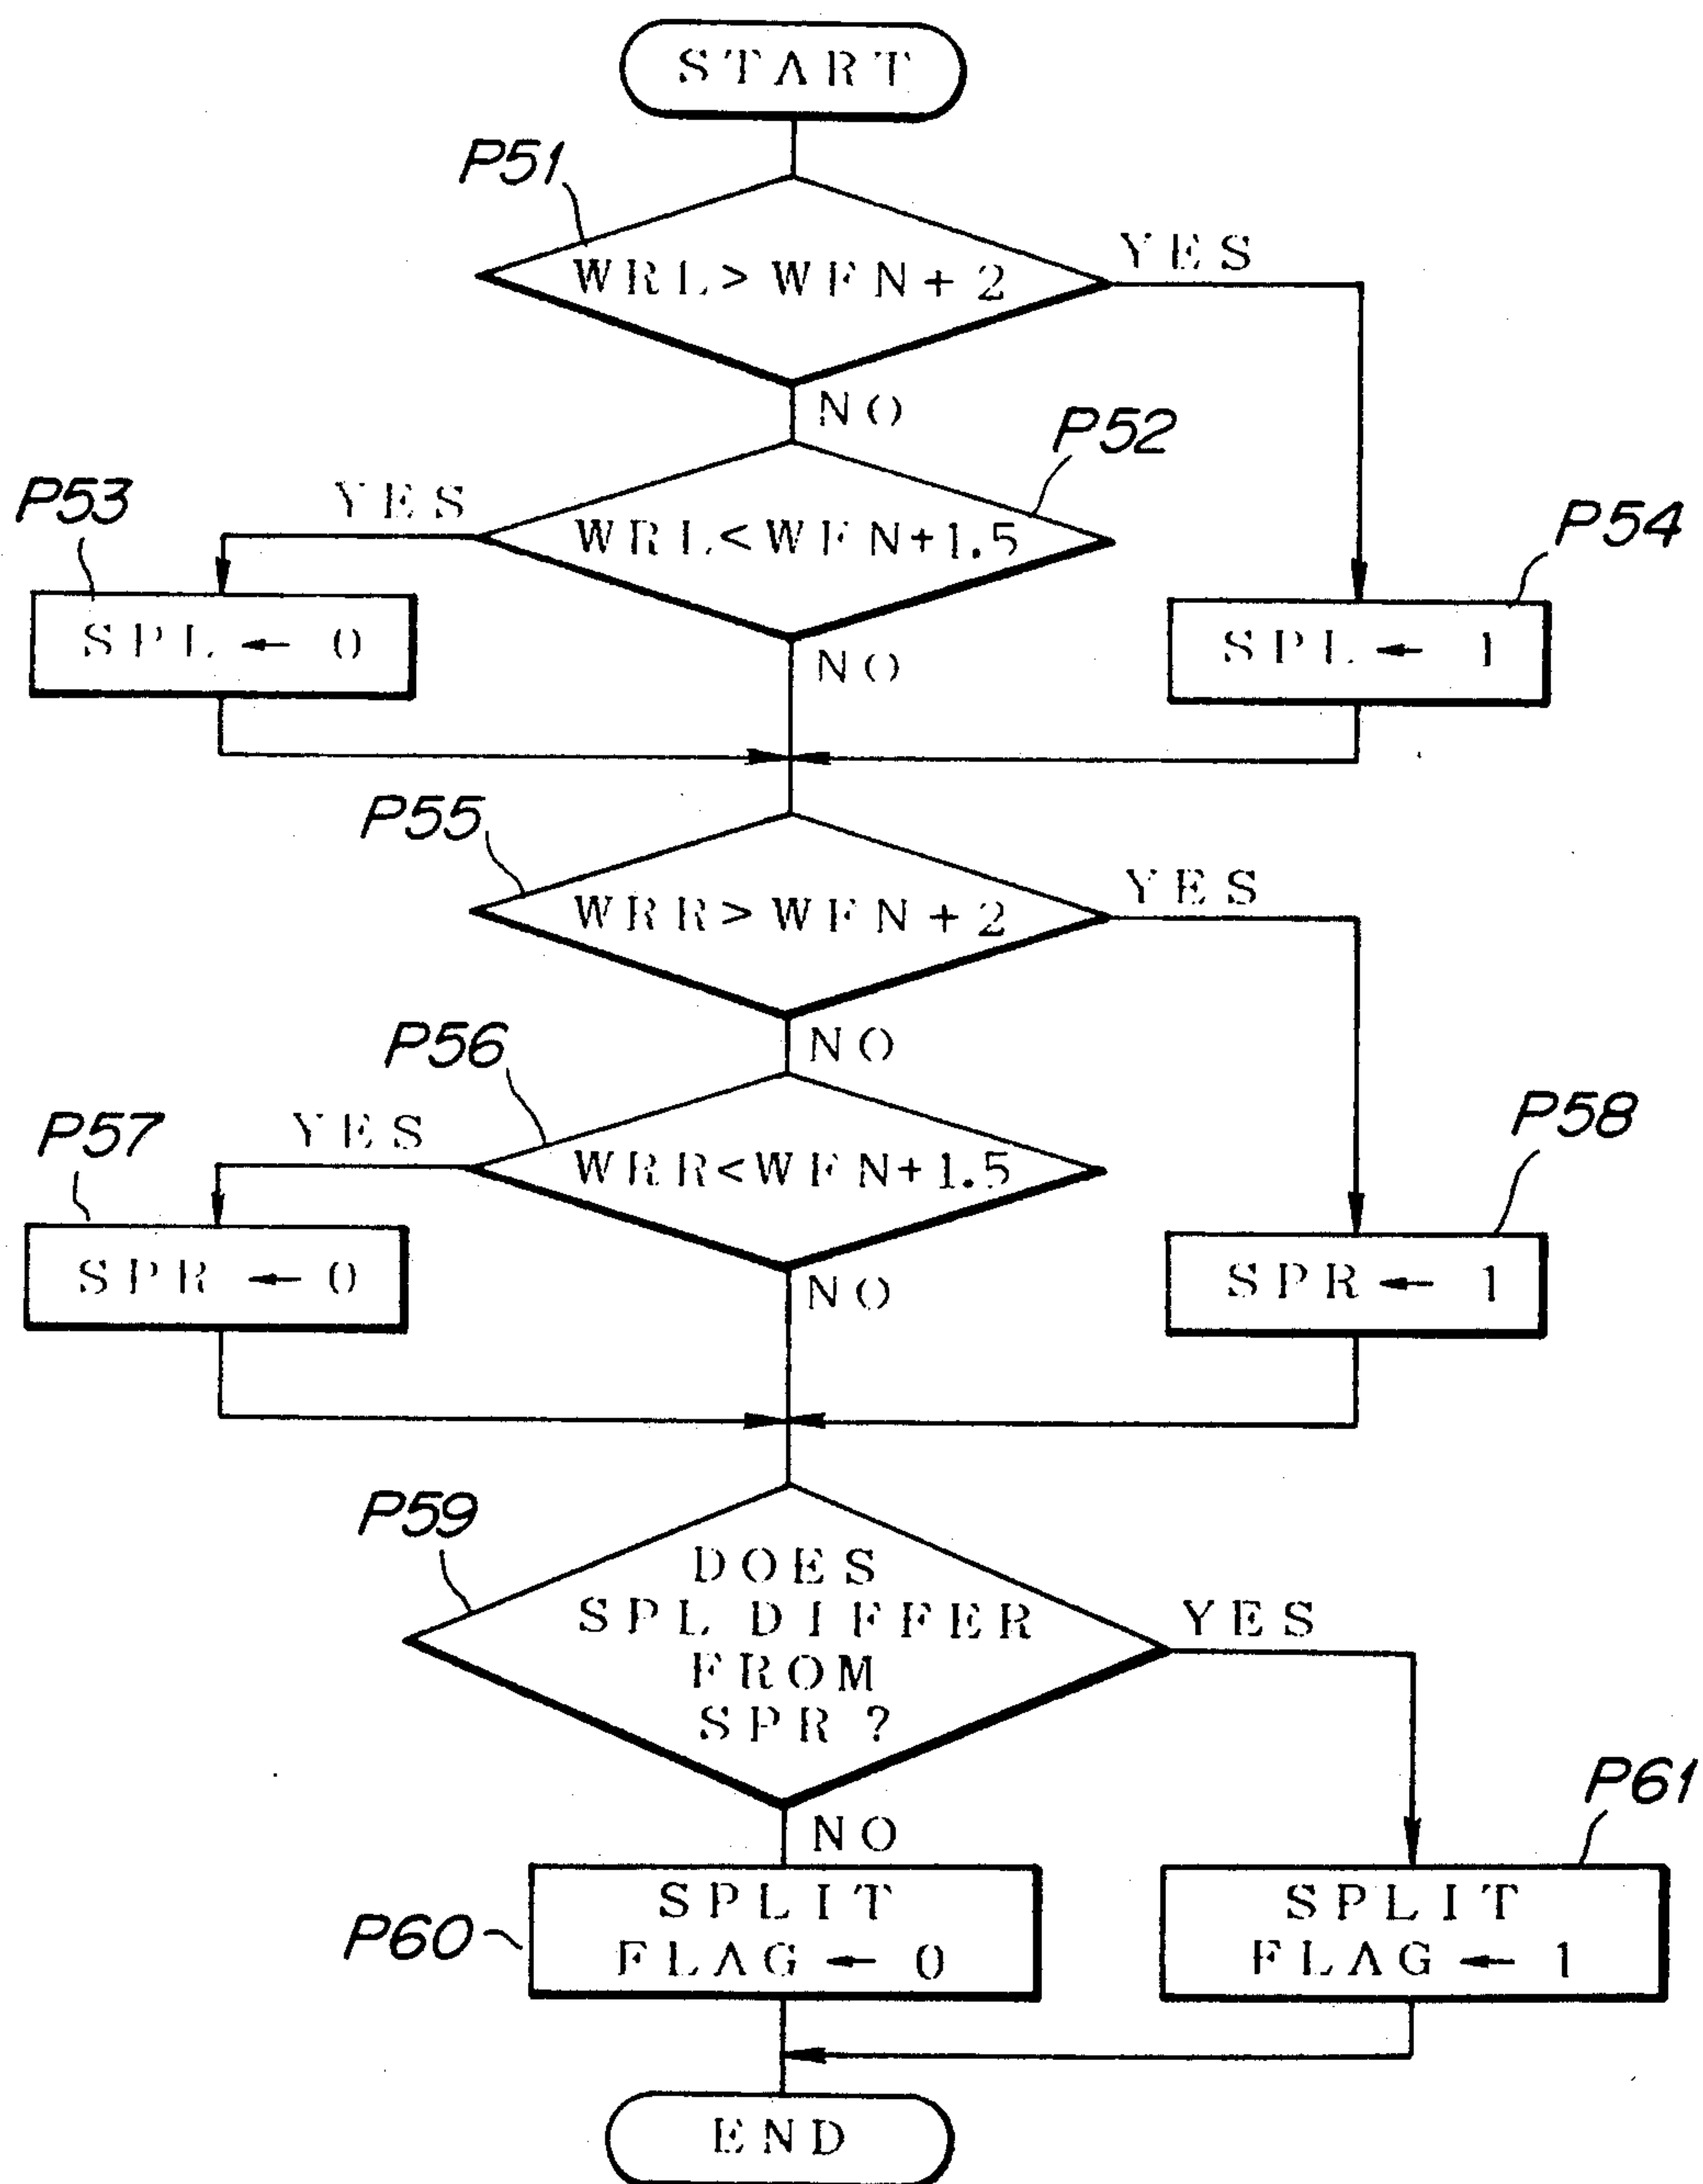 START
P51
WRL > WFN + 2
YES
NO
P52
P53
YES
WRL < WFN + 1.5
P54
SPL ← 0
NO
SPL ← 1
P55
YES
WRR > WFN + 2
NO
P56
P57
YES
P58
WRR < WFN + 1.5
SPR ← 0
NO
SPR ← 1
P59
DOES
SPL DIFFER
FROM
SPR ?
YES
P61
NO
P60
SPLIT
FLAG ← 0
SPLIT
FLAG ← 1
END